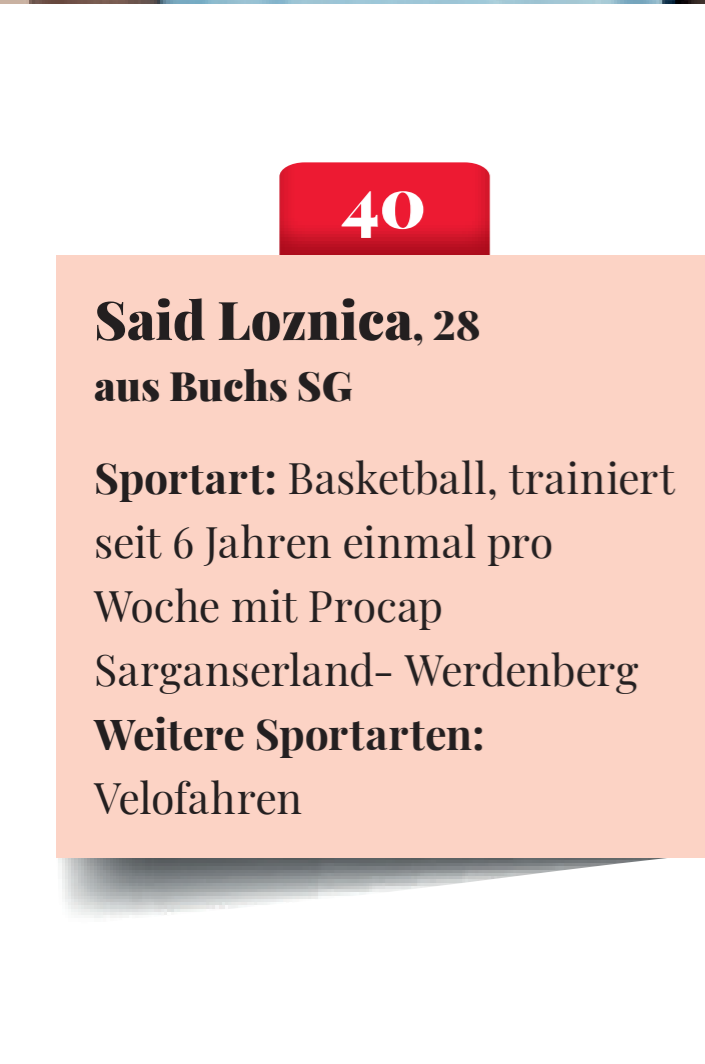 40
Said Loznica, 28
aus Buchs SG
Sportart: Basketball, trainiert
seit 6 Jahren einmal pro
Woche mit Procap
Sarganserland- Werdenberg
Weitere Sportarten:
Velofahren